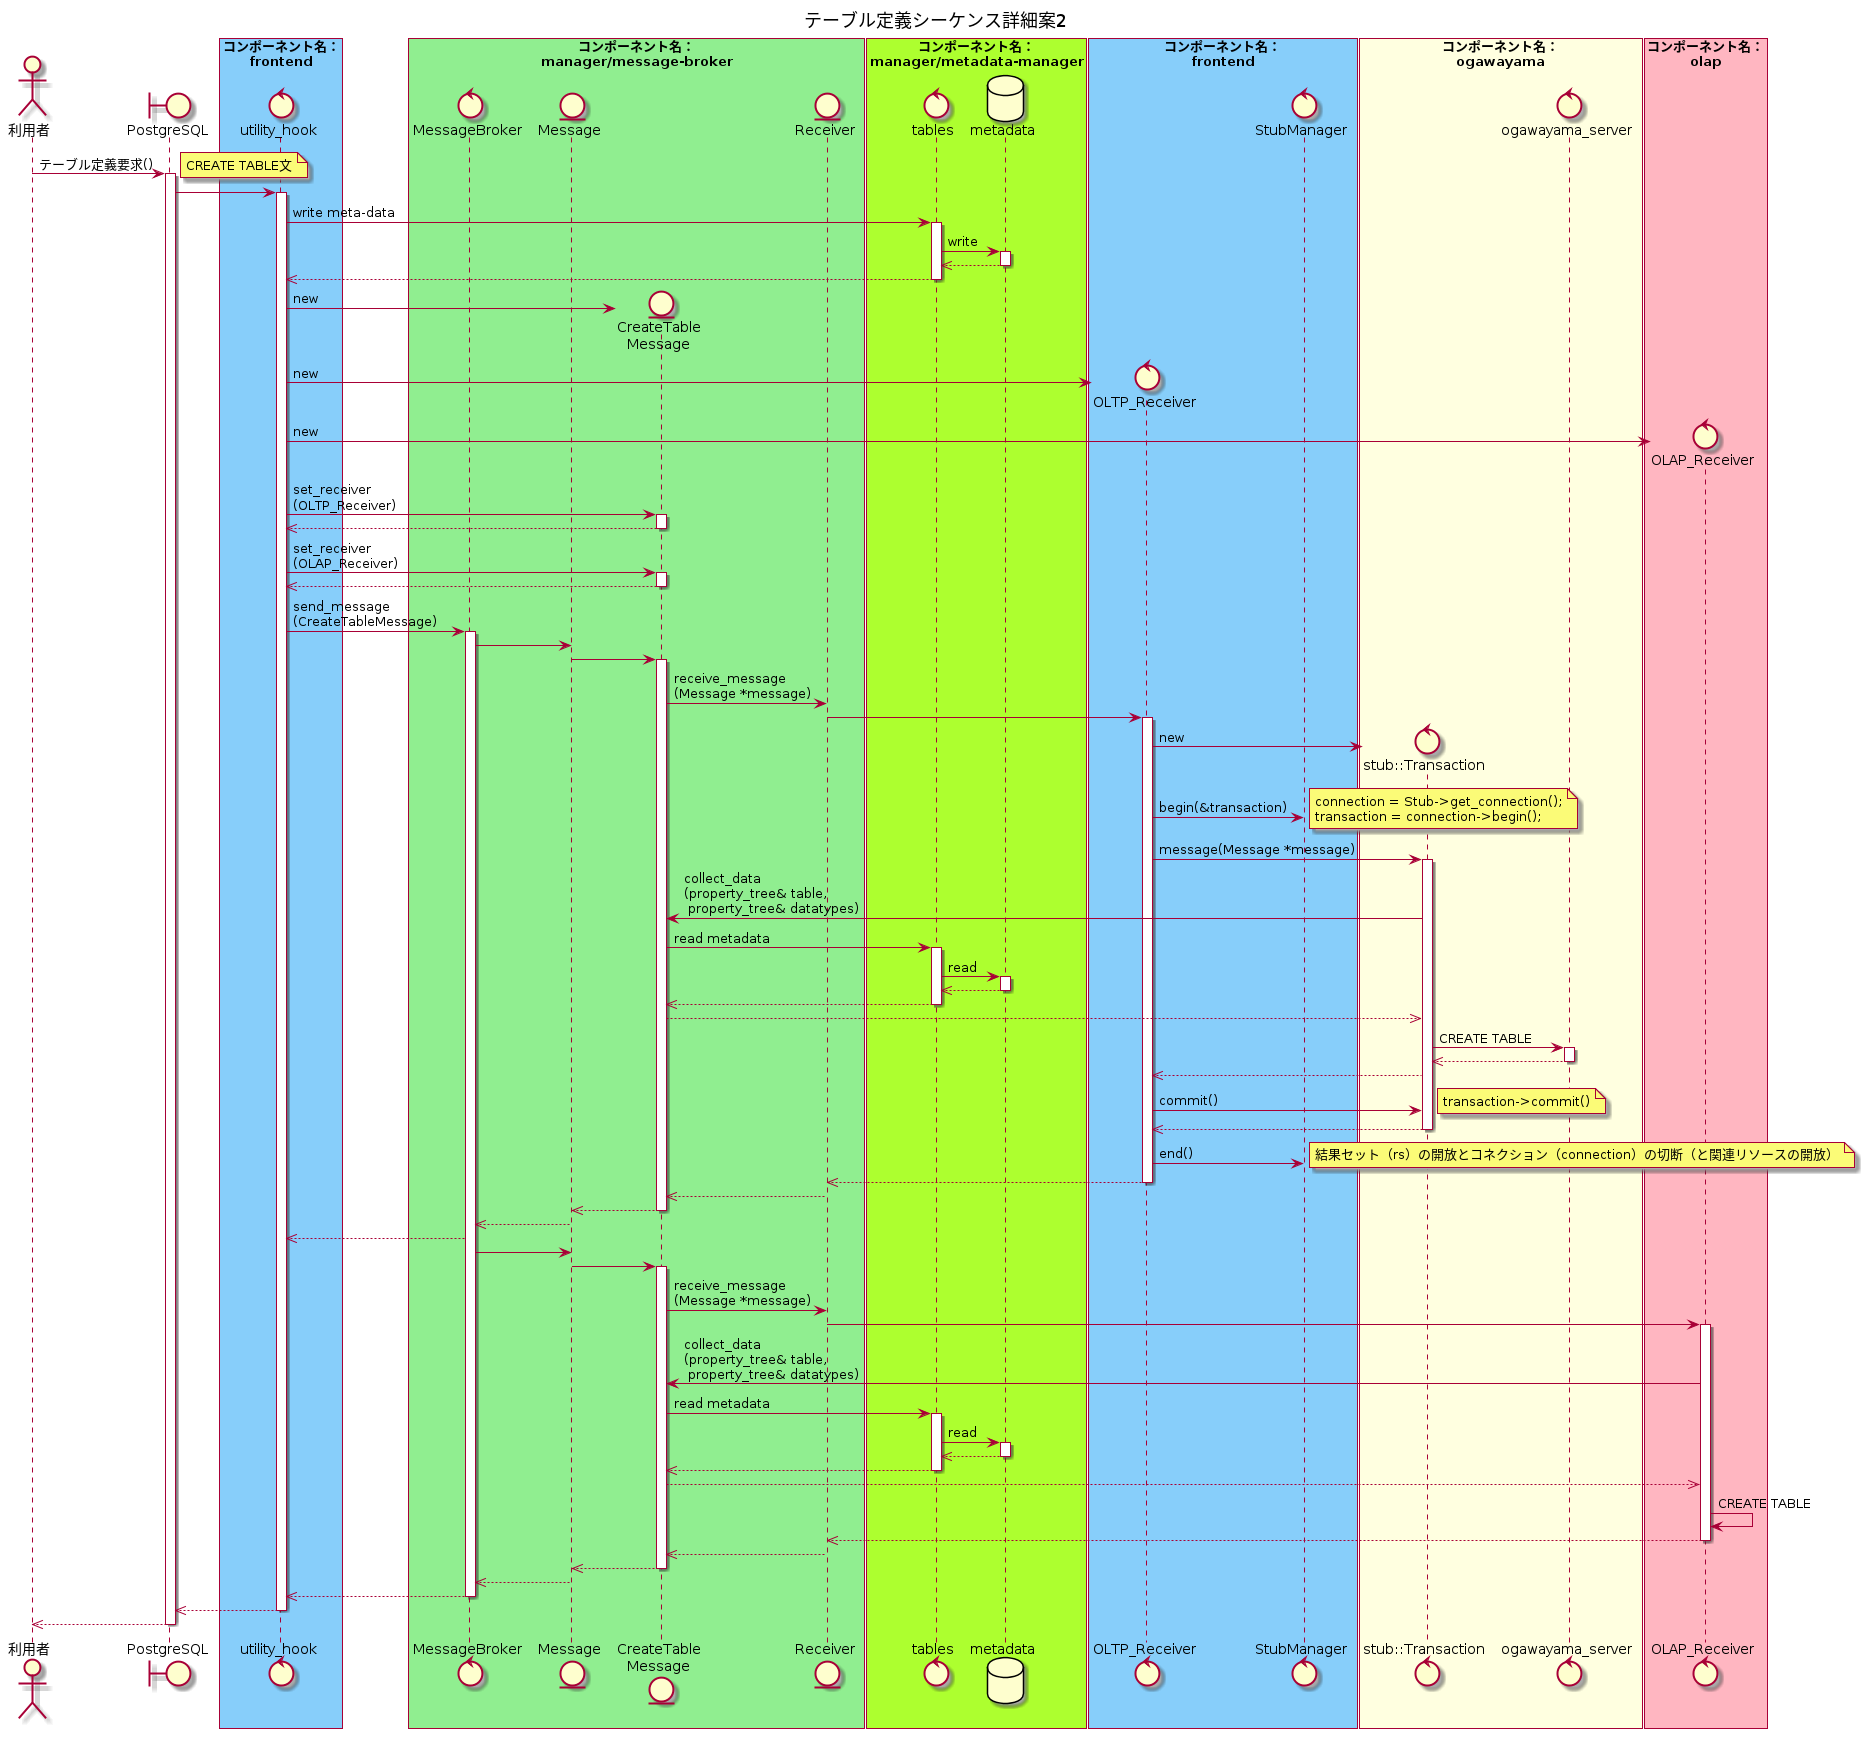 テーブル定義シーケンス詳細案2
コンポーネント名：
frontend
コンポーネント名：
manager/message-broker
コンポーネント名：
manager/metadata-manager
コンポーネント名：
frontend
コンポーネント名：
ogawayama
コンポーネント名：
olap
利用者
PostgreSQL
utility_hook
MessageBroker
Message
Receiver
tables
metadata
StubManager
ogawayama_server
テーブル定義要求()
CREATE TABLE文
write meta-data
write
new
CreateTable
Message
new
OLTP_Receiver
new
OLAP_Receiver
set_receiver
(OLTP_Receiver)
set_receiver
(OLAP_Receiver)
send_message
(CreateTableMessage)
receive_message
(Message *message)
new
stub::Transaction
begin(&transaction)
connection = Stub->get_connection();
transaction = connection->begin();
message(Message *message)
collect_data
(property_tree& table,
property_tree& datatypes)
read metadata
read
CREATE TABLE
commit()
transaction->commit()
end()
結果セット（rs）の開放とコネクション（connection）の切断（と関連リソースの開放）
receive_message
(Message *message)
collect_data
(property_tree& table,
property_tree& datatypes)
read metadata
read
CREATE TABLE
利用者
PostgreSQL
utility_hook
MessageBroker
Message
CreateTable
Message
Receiver
tables
metadata
OLTP_Receiver
StubManager
stub::Transaction
ogawayama_server
OLAP_Receiver